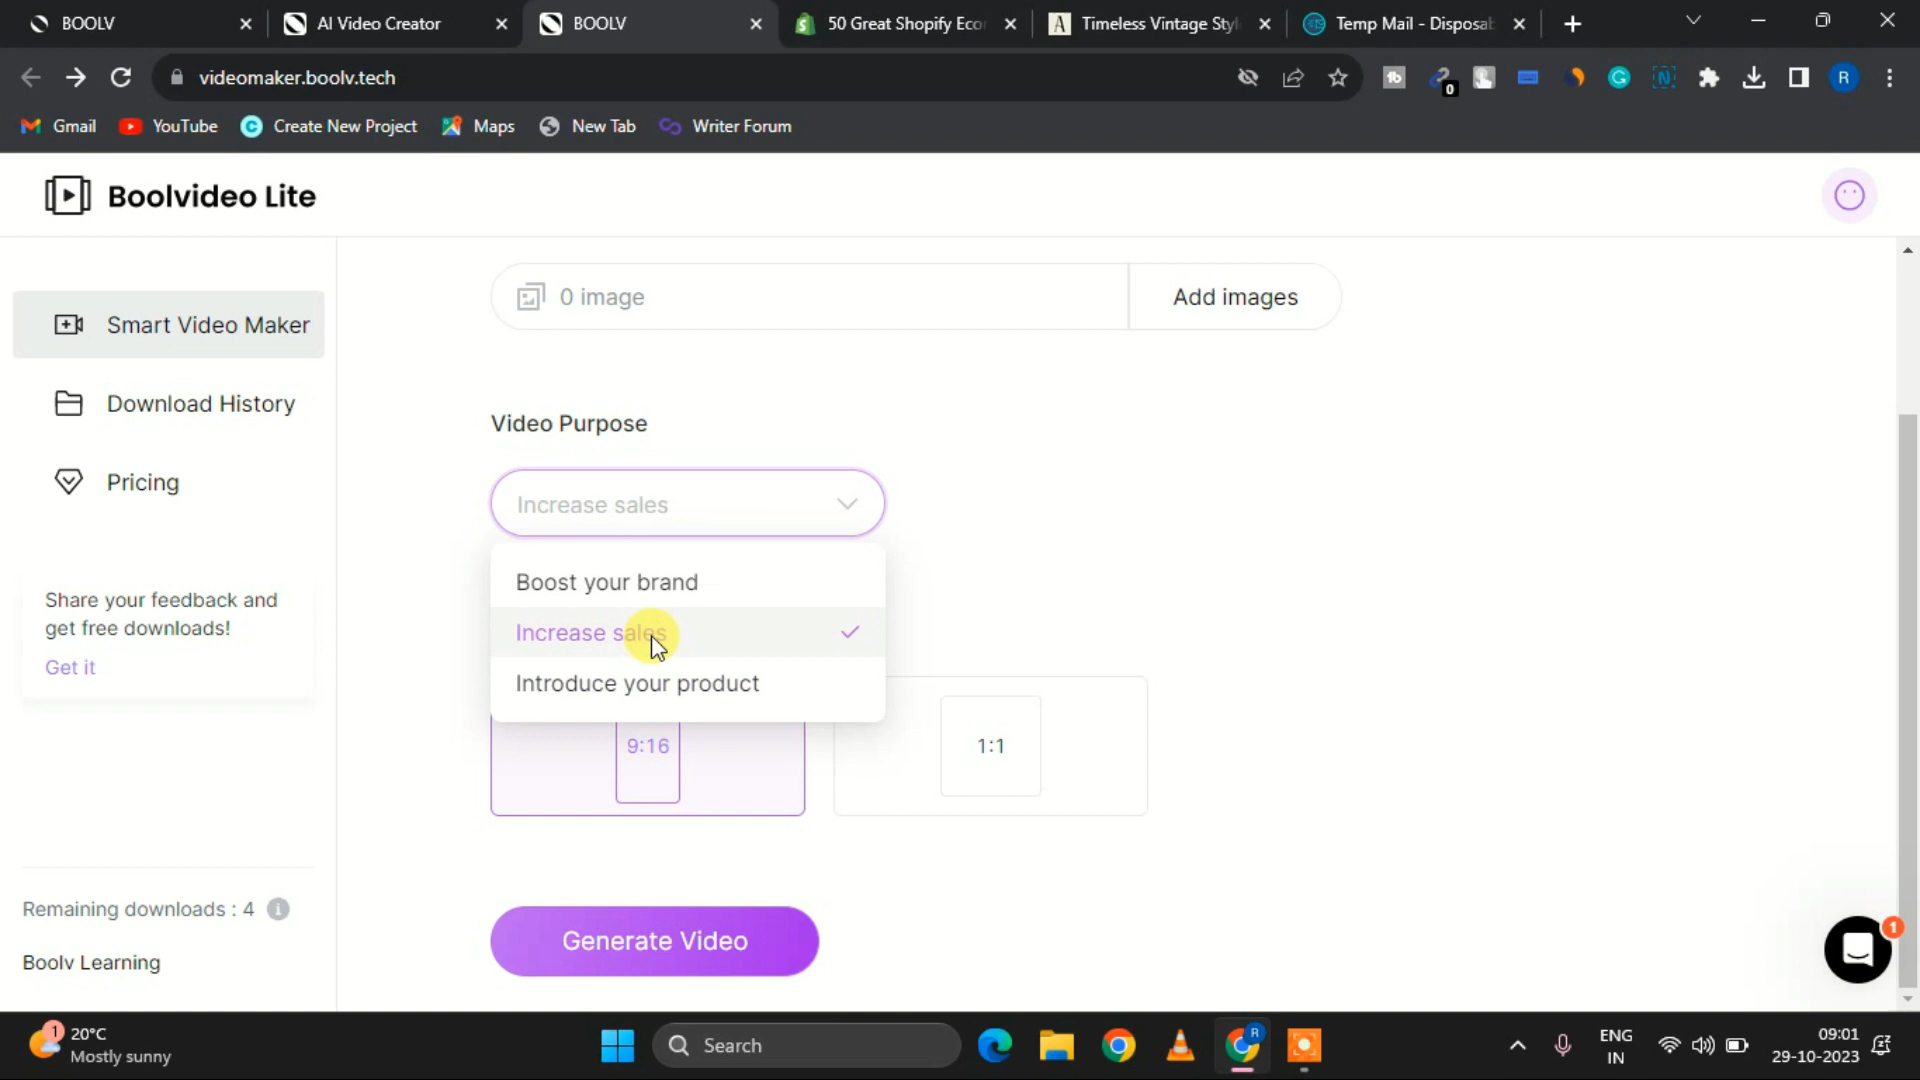 BOOLV
AI Video Creator
BOOLV
50 Great Shopify Eco
Timeless Vintage Styl
Temp Mail - Disposab
videomaker.boolv.tech
0
R
Gmail
YouTube
Create New Project
Maps
New Tab
Writer Forum
Boolvideo Lite
Smart Video Maker
Download History
Pricing
Share your feedback and
get free downloads!
Get it
Remaining downloads : 4
Boolv Learning
0 image
Add images
Video Purpose
Increase sales
Boost your brand
Increase sales
Introduce your product
9:16
1:1
Generate Video
1
1
20°C
Mostly sunny
Search
R
ENG
IN
09:01
29-10-2023